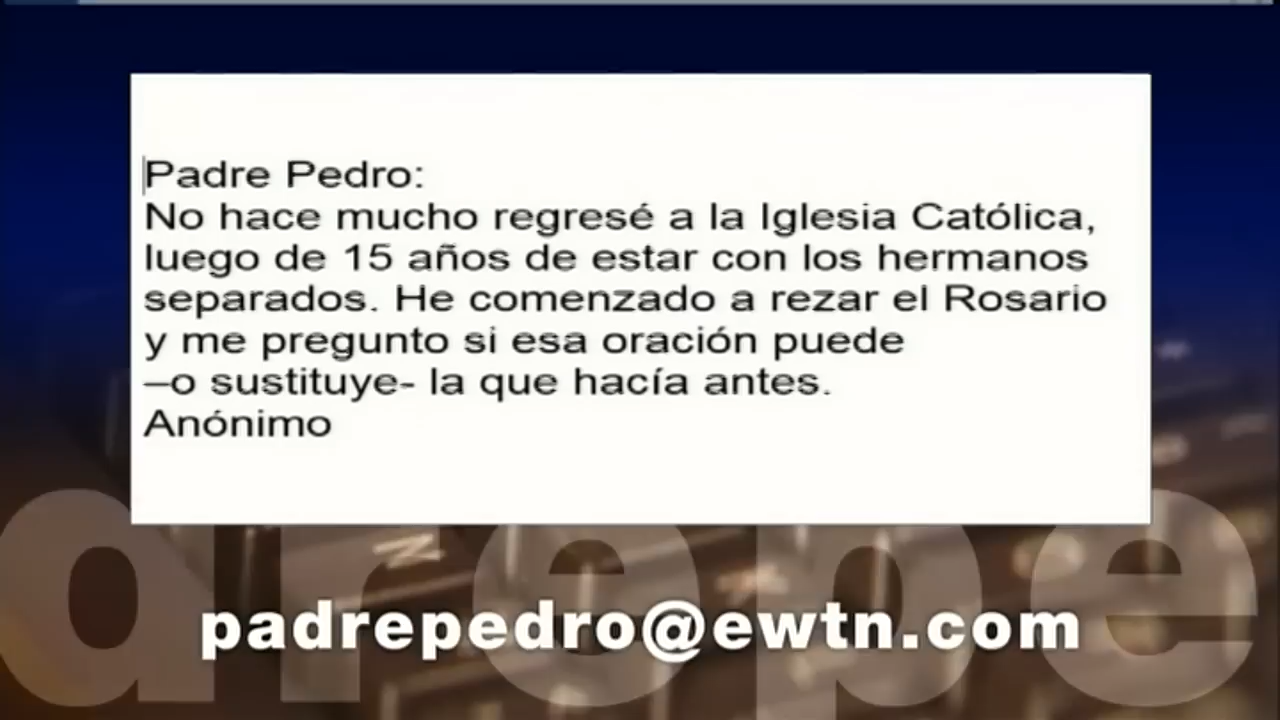 Padre Pedro:
No hace mucho regresé a la Iglesia Católica,
luego de 15 años de estar con los hermanos
separados. He comenzado a rezar el Rosario
y me pregunto si esa oración puede
–o sustituye- la que hacía antes.
Anónimo
drepe
padrepedro@ewtn.com